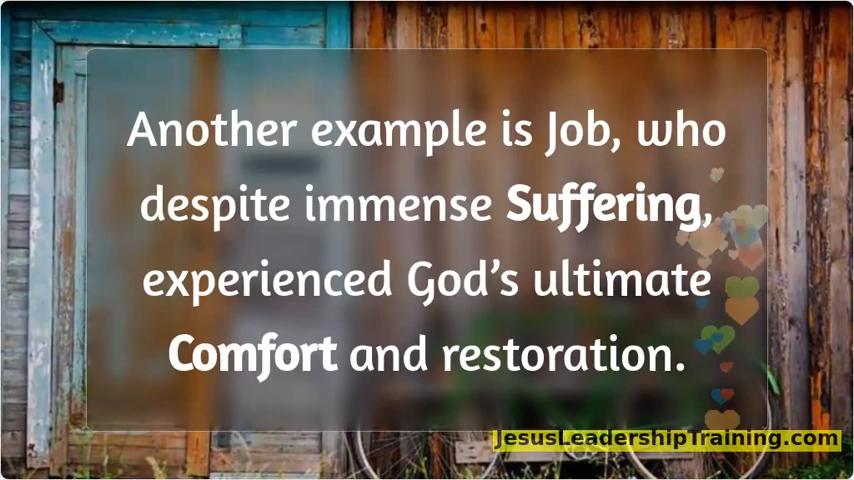 Another example is Job, who
despite immense Suffering,
experienced God’s ultimate
Comfort and restoration.
JesusLeadershipTraining.com